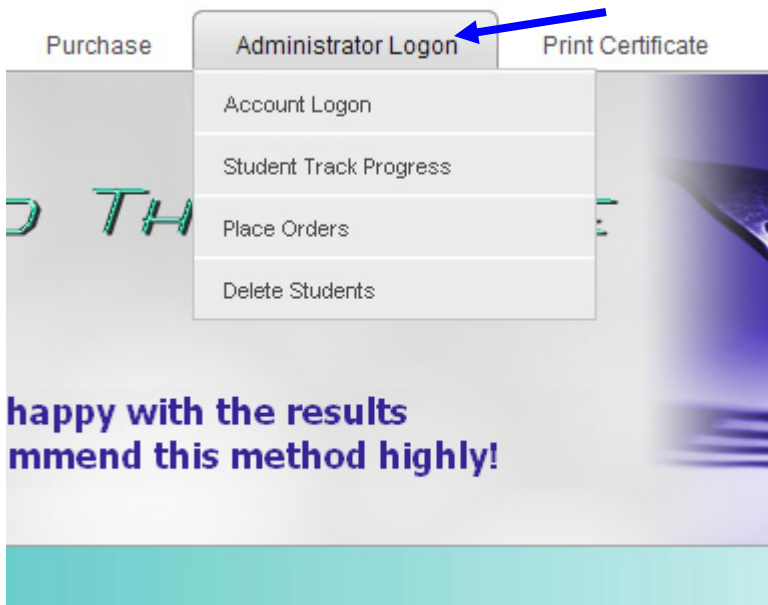 Purchase Administrator Logon Print Certificate
Account Logon
Student Track Progress
Place Orders
Delete Students
happy with the results
mmend this method highly!